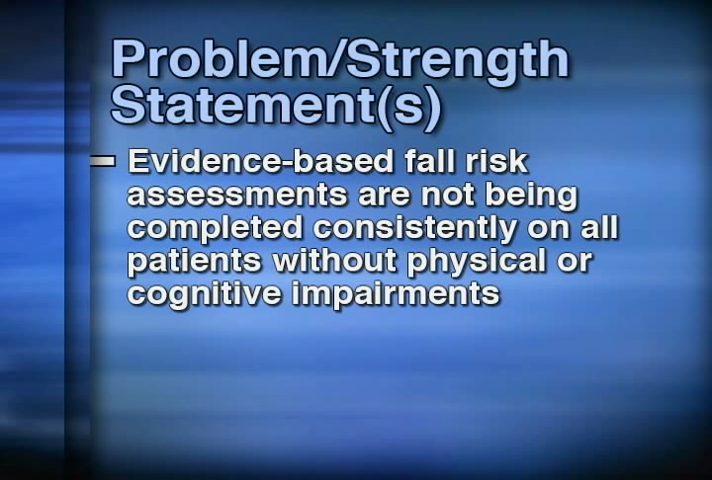 Problem/Strength
Statement(s)
Evidence-based fall risk
assessments are not being
completed consistently on all
patients without physical or
cognitive impairments